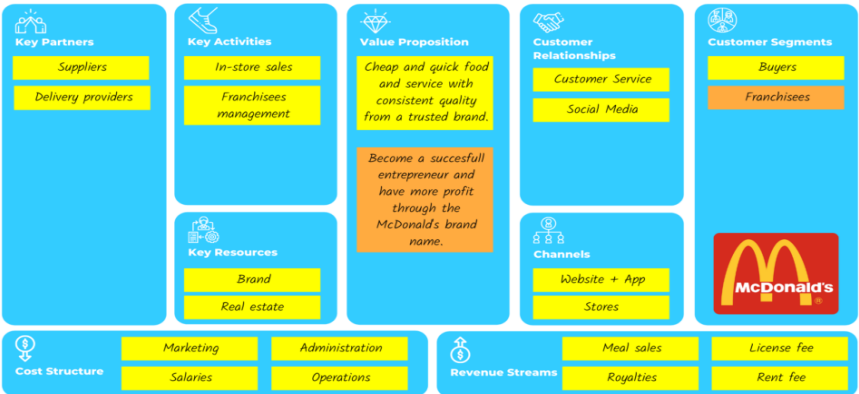 Key Partners
Suppliers
Delivery providers
Key Activities
In-store sales
Franchisees
management
Key Resources
Brand
Real estate
Value Proposition
Cheap and quick food
and service with
consistent quality
from a trusted brand.
Become a succesfull
entrepreneur and
have more profit
through the
McDonald's brand
name.
Customer
Relationships
Customer Service
Social Media
Channels
Website + App
Stores
Customer Segments
Buyers
Franchisees
McDonald's
®
Cost Structure
Marketing
Administration
Salaries
Operations
Revenue Streams
Meal sales
License fee
Royalties
Rent fee